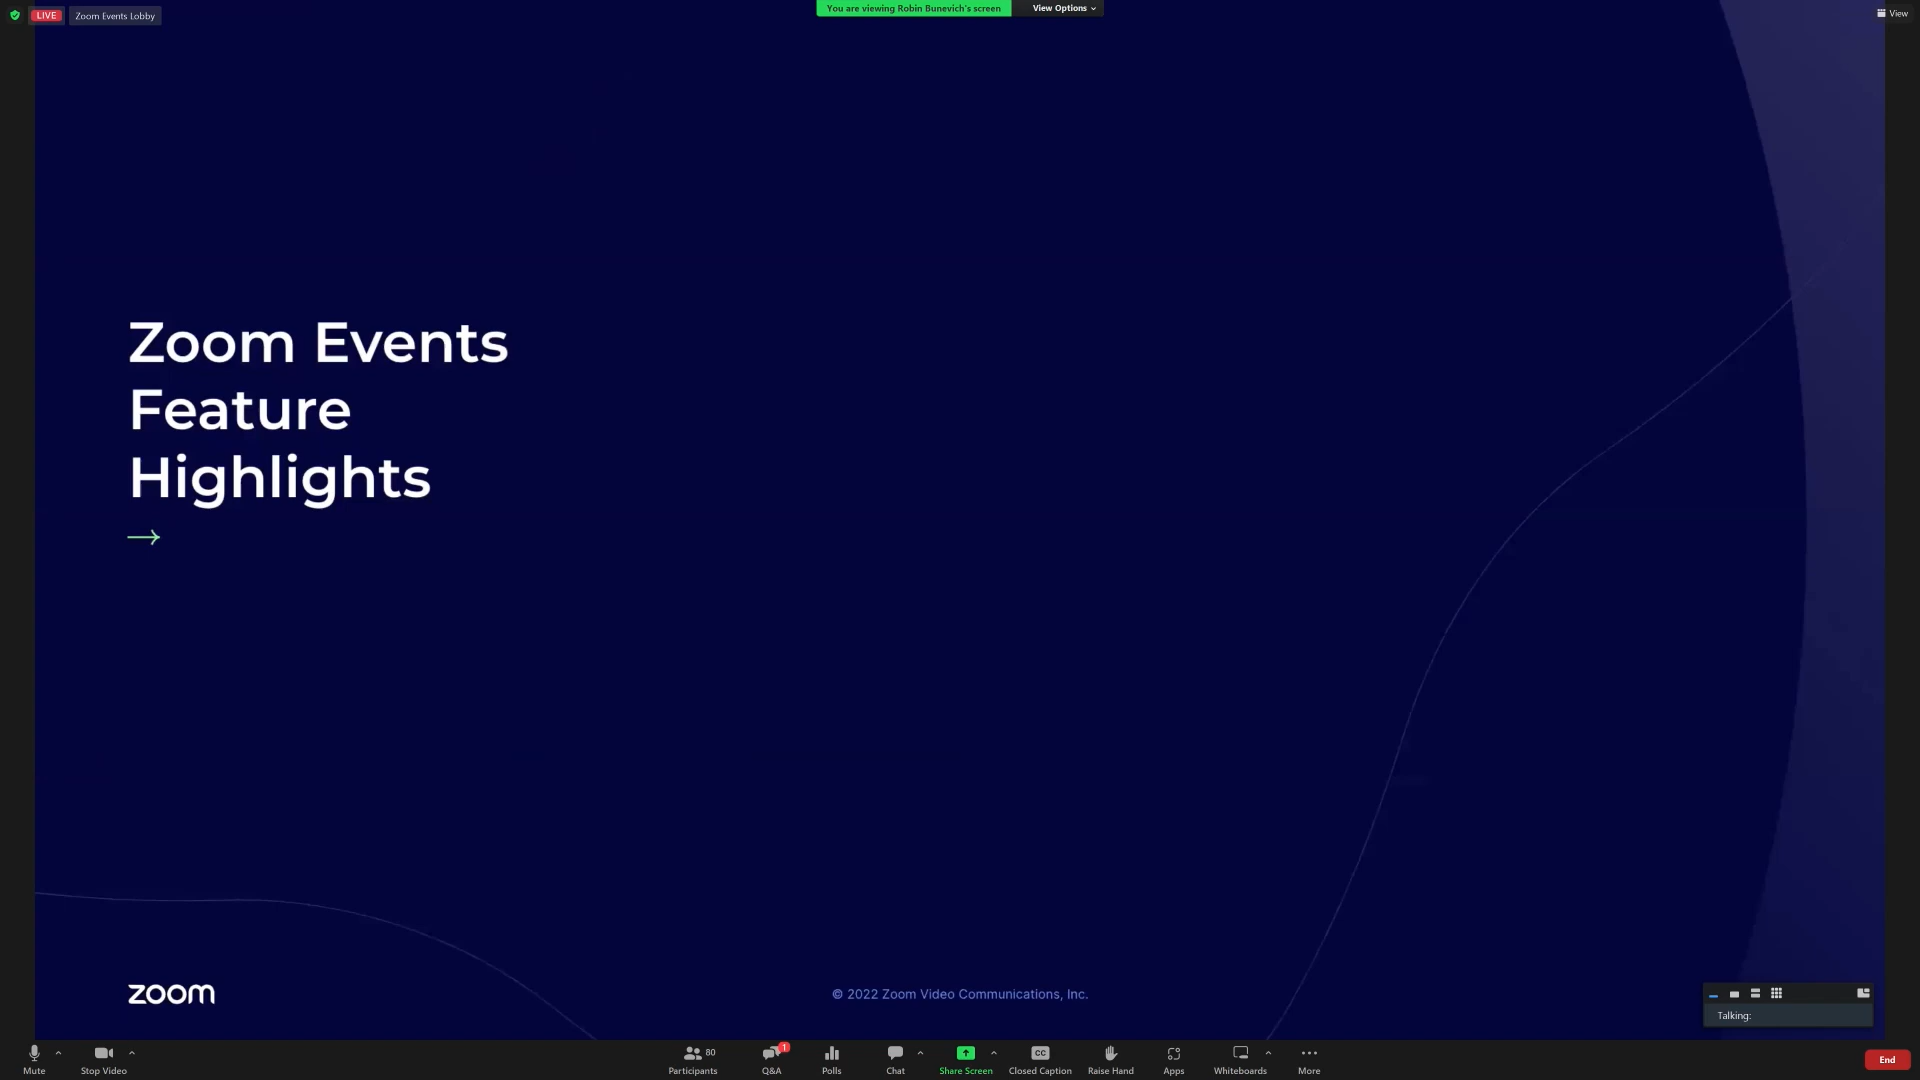 LIVE
Zoom Events Lobby
You are viewing Robin Bunevich's screen
View Options
View
Zoom Events
Feature
Highlights
zoom
© 2022 Zoom Video Communications, Inc.
Talking:
Mute
Stop Video
80
Participants
1
Q&A
Polls
Chat
Share Screen
CC
Closed Caption
Raise Hand
Apps
Whiteboards
More
End